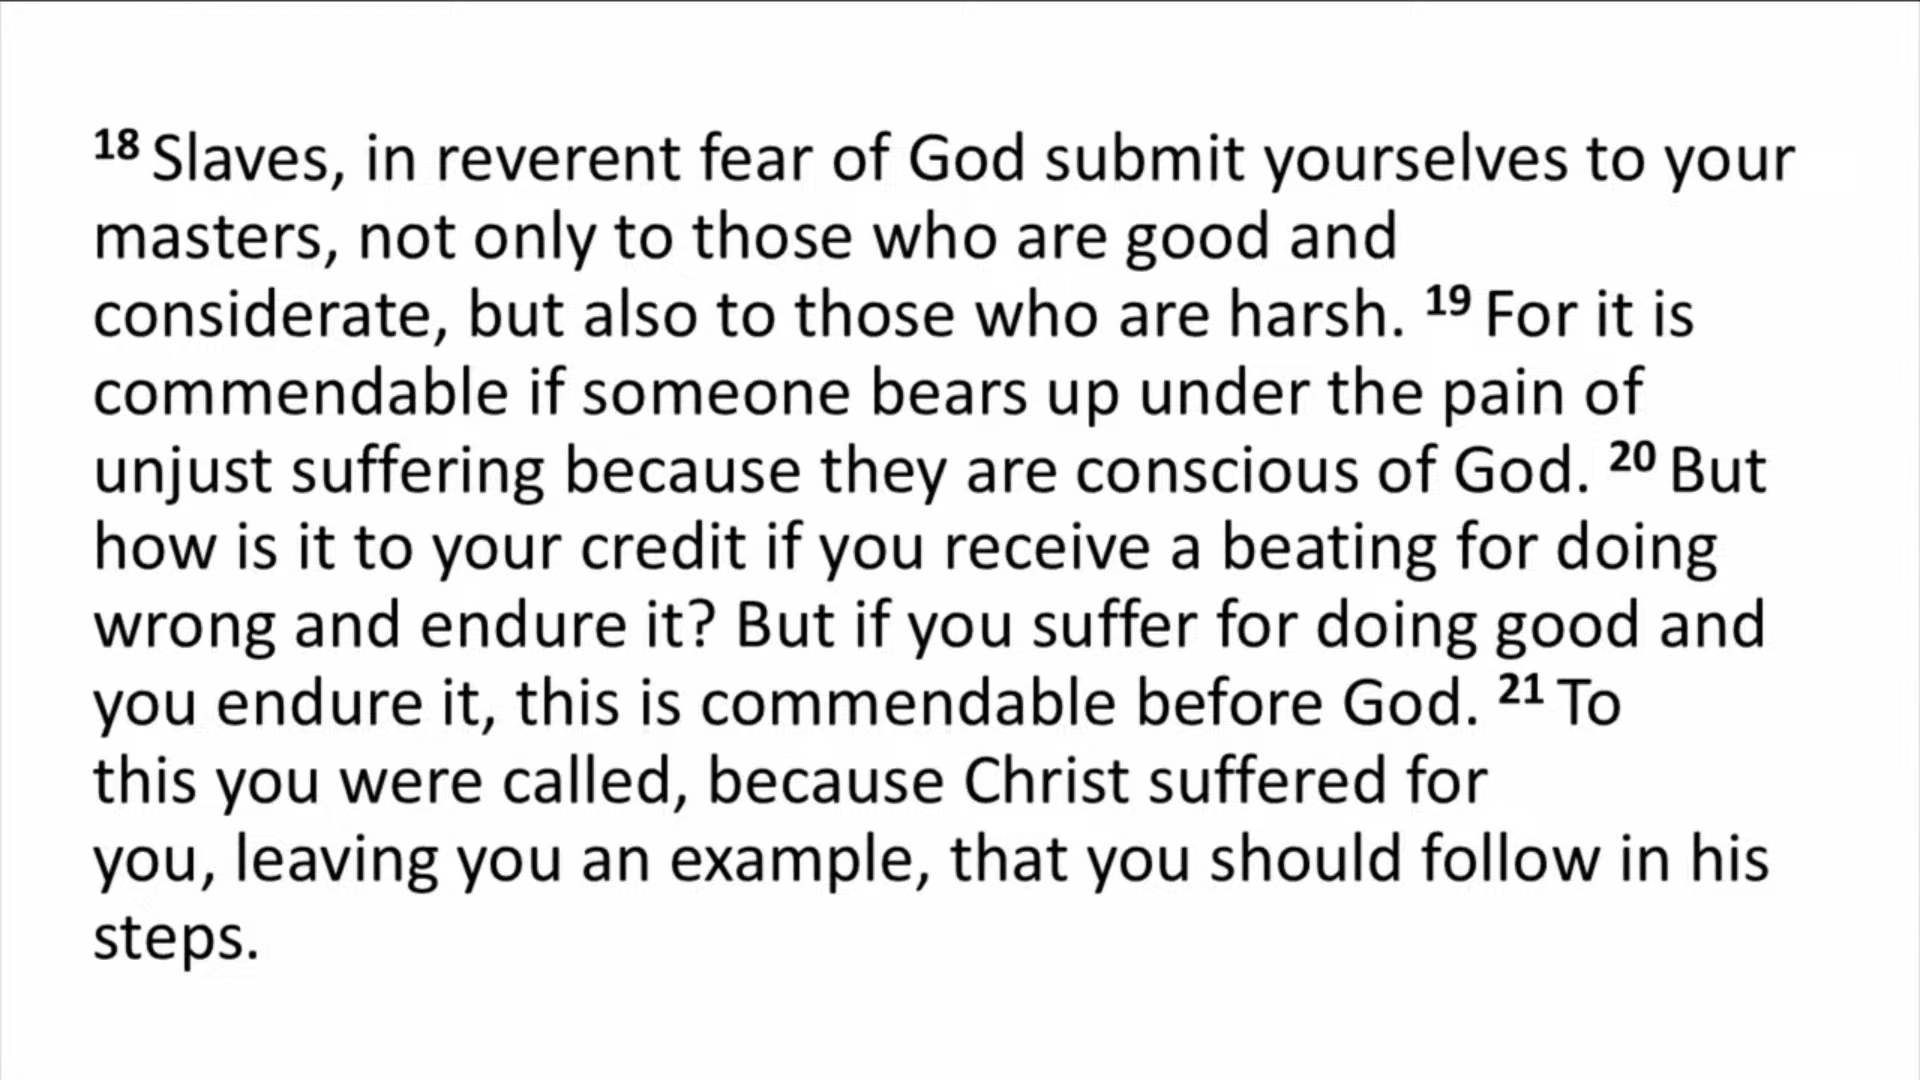 18 Slaves, in reverent fear of God submit yourselves to your
masters, not only to those who are good and
considerate, but also to those who are harsh. 19 For it is
commendable if someone bears up under the pain of
unjust suffering because they are conscious of God. 20 But
how is it to your credit if you receive a beating for doing
wrong and endure it? But if you suffer for doing good and
you endure it, this is commendable before God. 21 To
this you were called, because Christ suffered for
you, leaving you an example, that you should follow in his
steps.